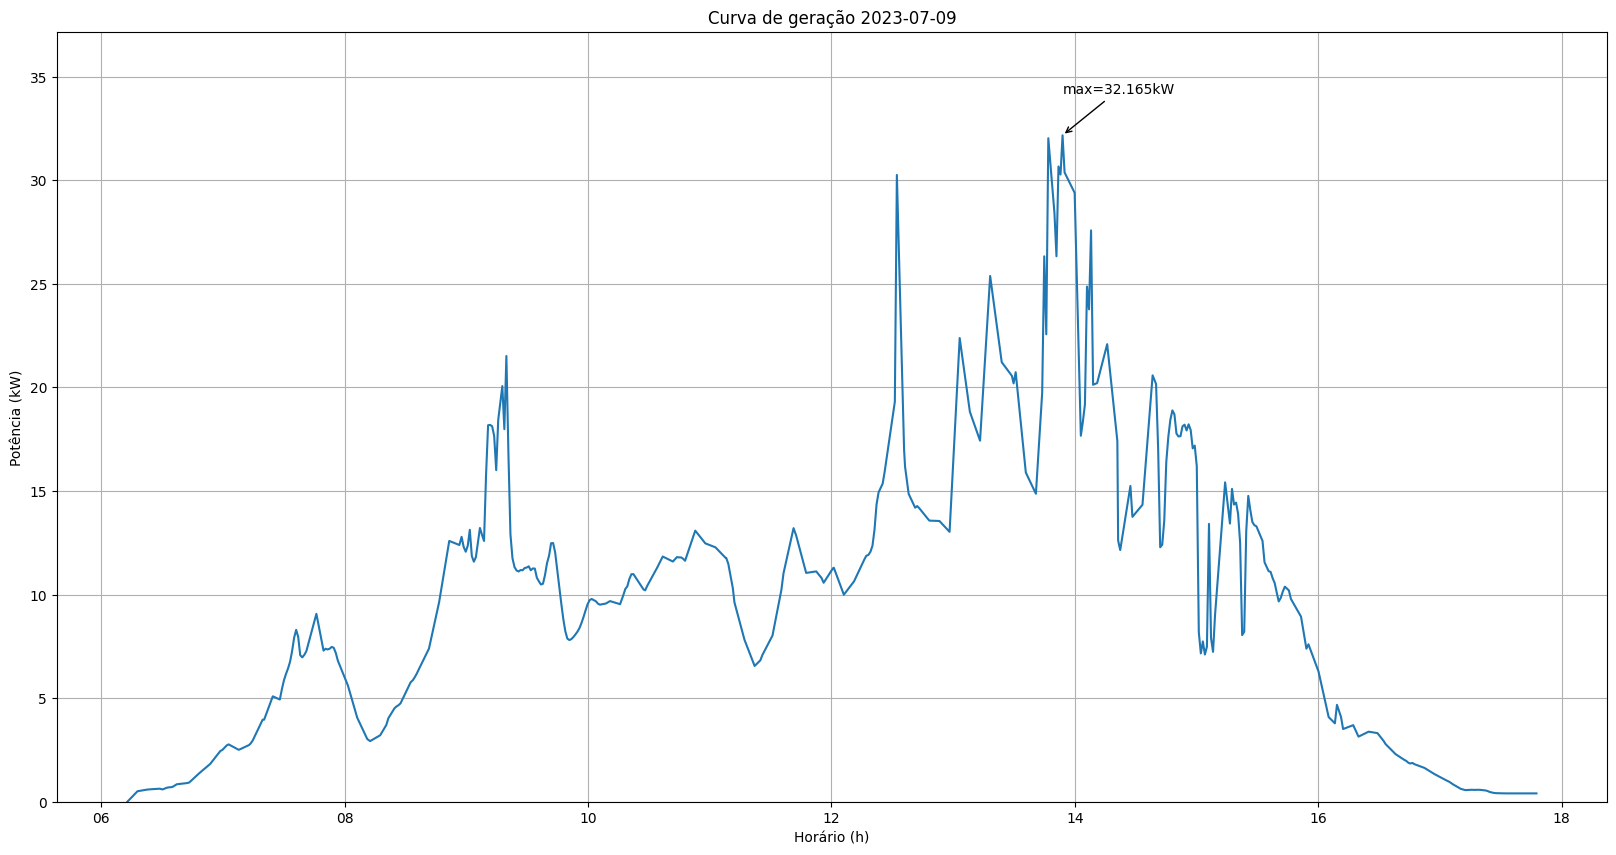 Curva de geração 2023-07-09
max=32.165kW
Potência (kW)
35
30
25
20
15
10
5
0
06 08 10 12 14 16 18
Horário (h)